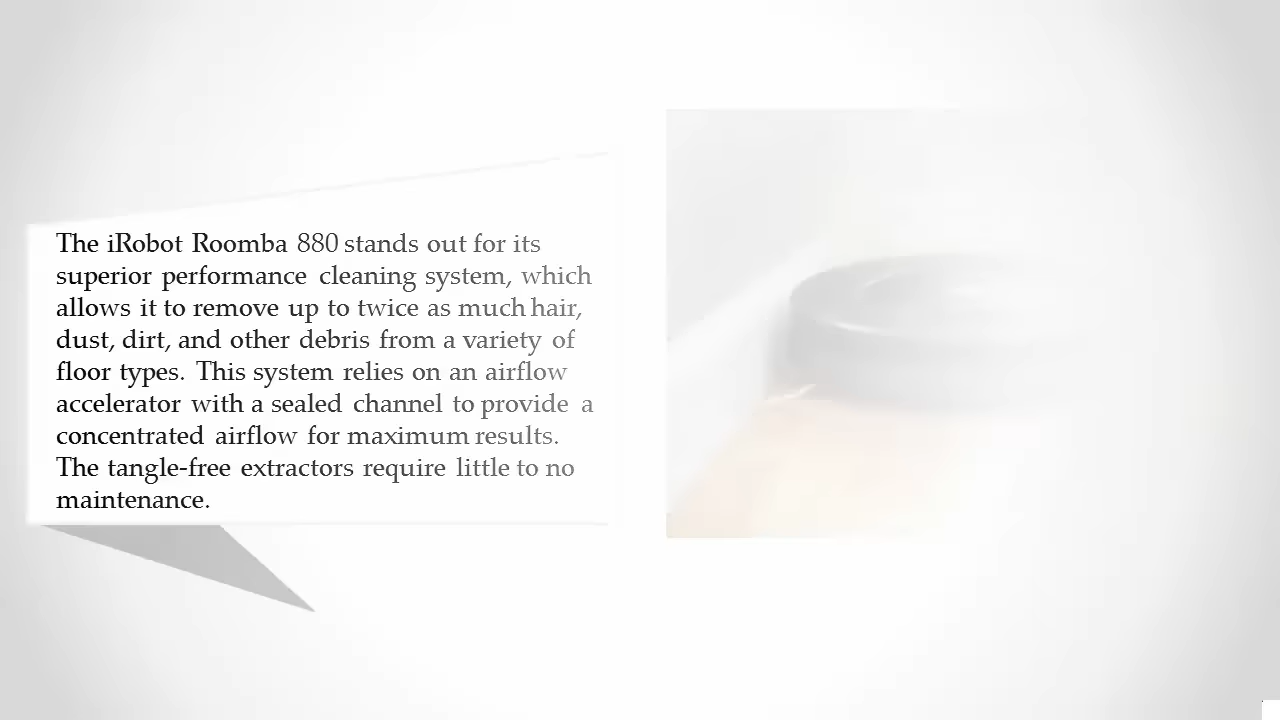 The iRobot Roomba 880 stands out for its
superior performance cleaning system, which
allows it to remove up to twice as much hair,
dust, dirt, and other debris from a variety of
floor types. This system relies on an airflow
accelerator with a sealed channel to provide a
concentrated airflow for maximum results.
The tangle-free extractors require little to no
maintenance.